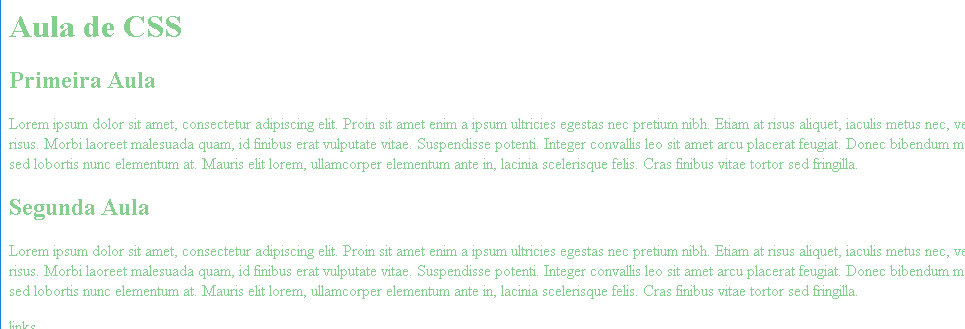 Aula de CSS
Primeira Aula
Lorem ipsum dolor sit amet, consectetur adipiscing elit. Proin sit amet enim a ipsum ultricies egestas nec pretium nibh. Etiam at risus aliquet, iaculis metus nec,
risus. Morbi laoreet malesuada quam, id finibus erat vulputate vitae. Suspendisse potenti. Integer convallis leo sit amet arcu placerat feugiat. Donec bibendum
sed lobortis nunc elementum at. Mauris elit lorem, ullamcorper elementum ante in, lacinia scelerisque felis. Cras finibus vitae tortor sed fringilla.
Segunda Aula
Lorem ipsum dolor sit amet, consectetur adipiscing elit. Proin sit amet enim a ipsum ultricies egestas nec pretium nibh. Etiam at risus aliquet, iaculis metus nec,
risus. Morbi laoreet malesuada quam, id finibus erat vulputate vitae. Suspendisse potenti. Integer convallis leo sit amet arcu placerat feugiat. Donec bibendum
sed lobortis nunc elementum at. Mauris elit lorem, ullamcorper elementum ante in, lacinia scelerisque felis. Cras finibus vitae tortor sed fringilla.
links